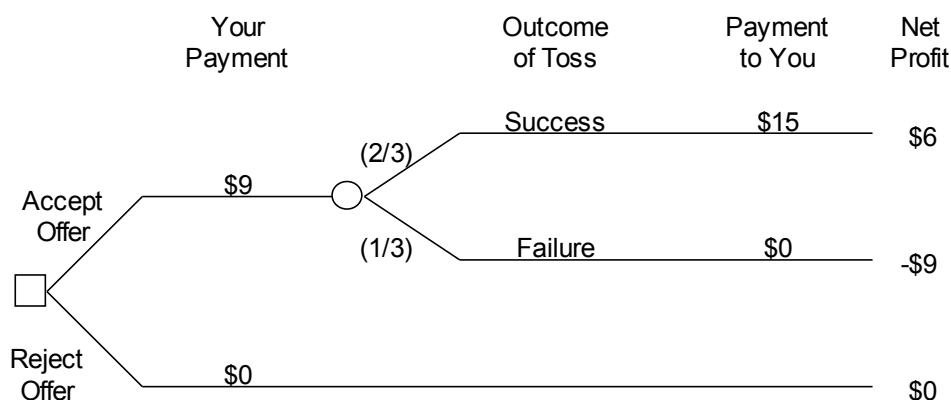 Your
Payment
Outcome
of Toss
Payment
to You
Net
Profit
Success
$15
$6
(2/3)
$9
Accept
Offer
(1/3)
Failure
$0
-$9
Reject
Offer
$0
$0